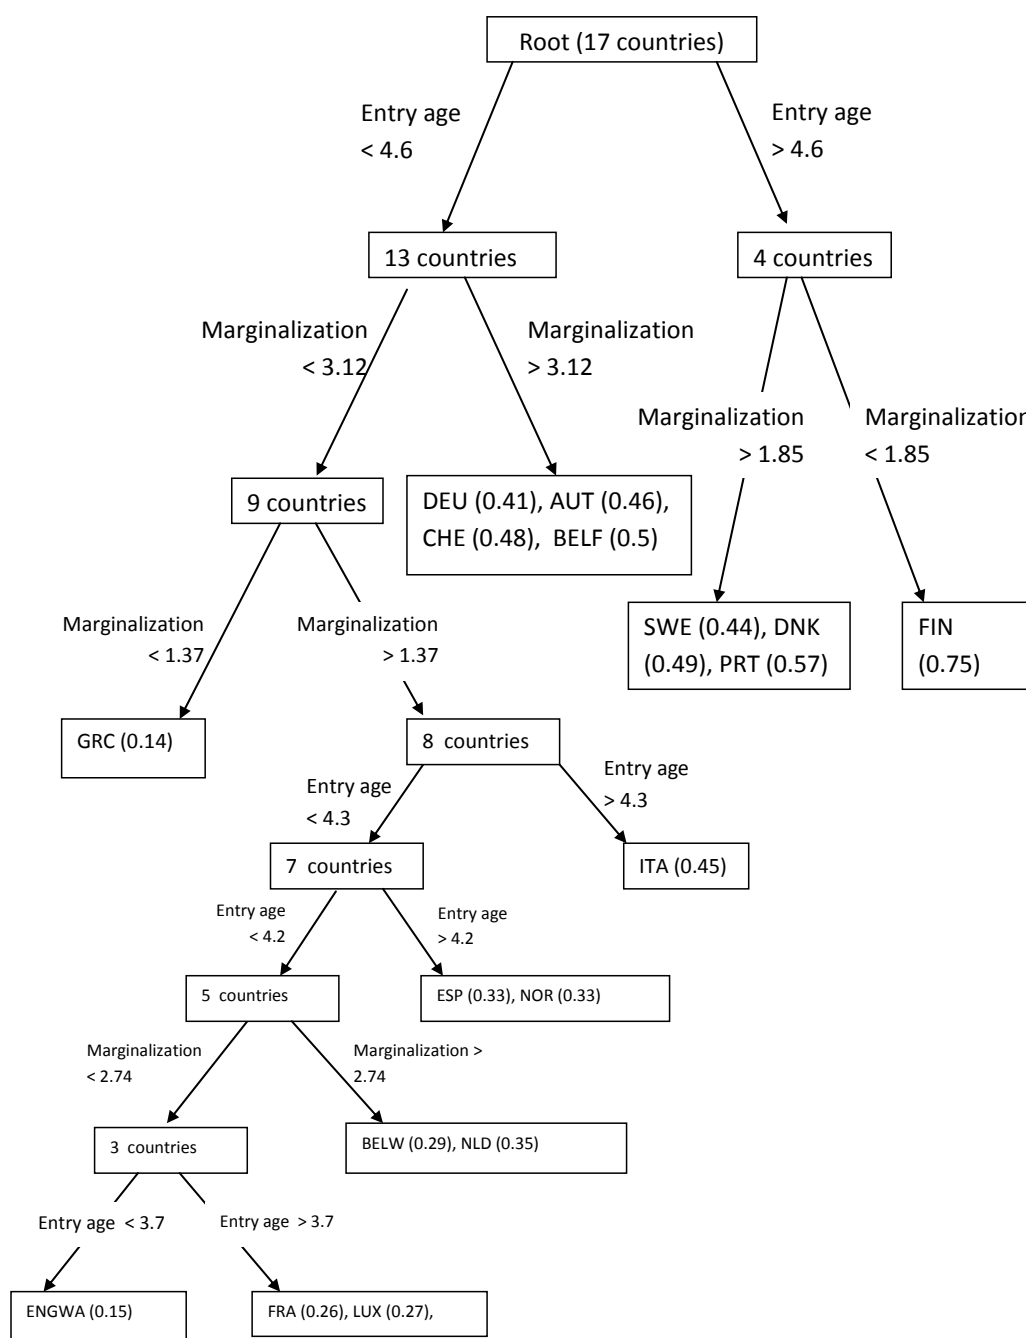 Root (17 countries)
Entry age
< 4.6
Entry age
> 4.6
13 countries
4 countries
Marginalization
< 3.12
Marginalization
> 3.12
Marginalization
> 1.85
Marginalization
< 1.85
9 countries
DEU (0.41), AUT (0.46),
CHE (0.48), BELF (0.5)
SWE (0.44), DNK
(0.49), PRT (0.57)
FIN
(0.75)
Marginalization
< 1.37
Marginalization
> 1.37
GRC (0.14)
8 countries
Entry age
< 4.3
Entry age
> 4.3
7 countries
ITA (0.45)
Entry age
< 4.2
Entry age
> 4.2
5 countries
ESP (0.33), NOR (0.33)
Marginalization
< 2.74
Marginalization >
2.74
3 countries
BELW (0.29), NLD (0.35)
Entry age < 3.7
Entry age > 3.7
ENGWA (0.15)
FRA (0.26), LUX (0.27),